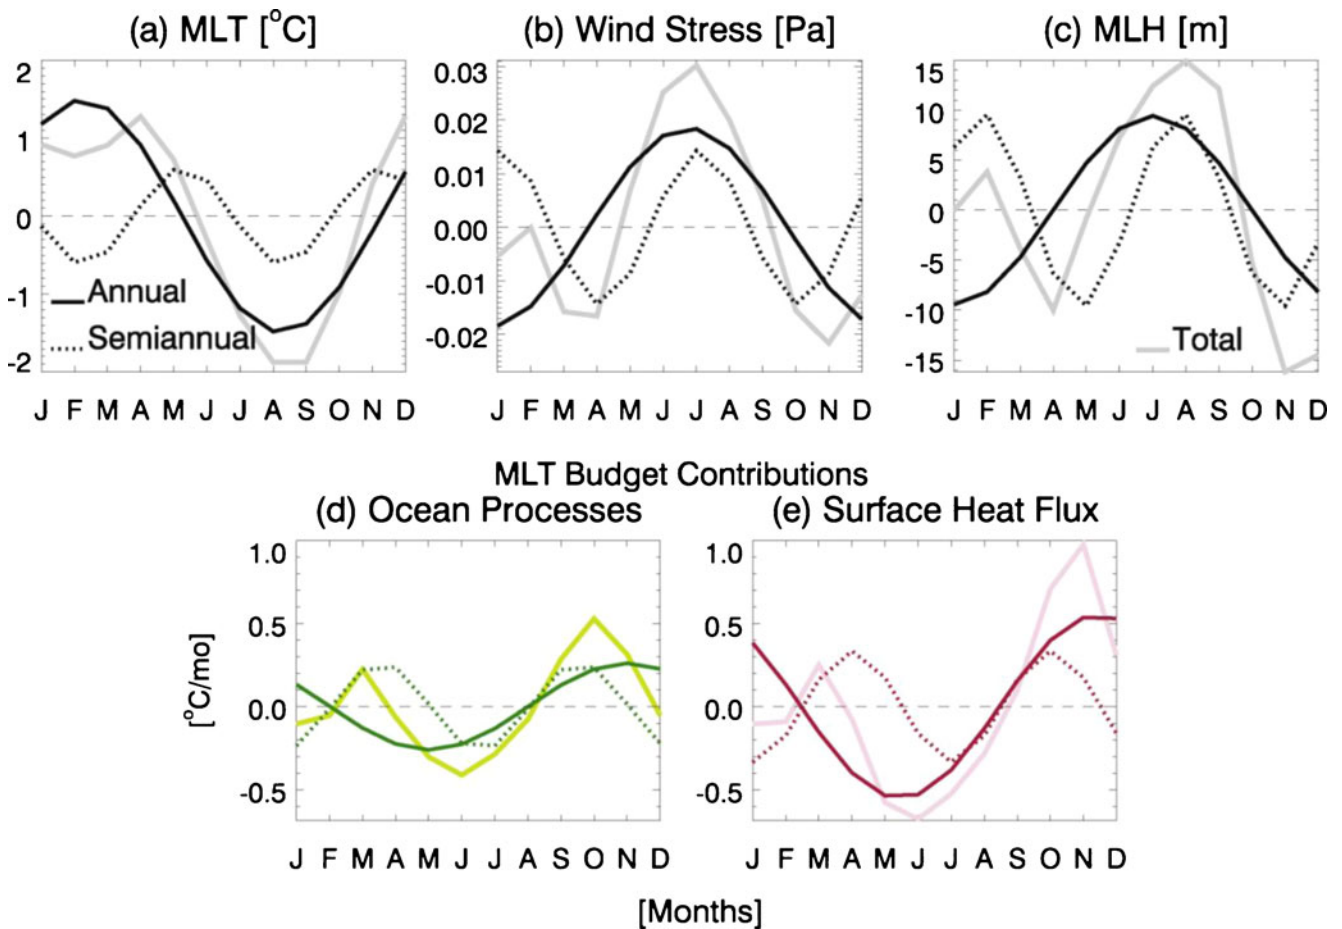 (a) MLT [°C]
(b) Wind Stress [Pa]
(c) MLH [m]
2
1
0
-1
-2
Annual
Semiannual
J F M A M J J A S O N D
0.03
0.02
0.01
0.00
-0.01
-0.02
J F M A M J J A S O N D
15
10
5
0
-5
-10
-15
Total
J F M A M J J A S O N D
MLT Budget Contributions
(d) Ocean Processes
(e) Surface Heat Flux
[°C/mo]
1.0
0.5
0.0
-0.5
J F M A M J J A S O N D
1.0
0.5
0.0
-0.5
J F M A M J J A S O N D
[Months]